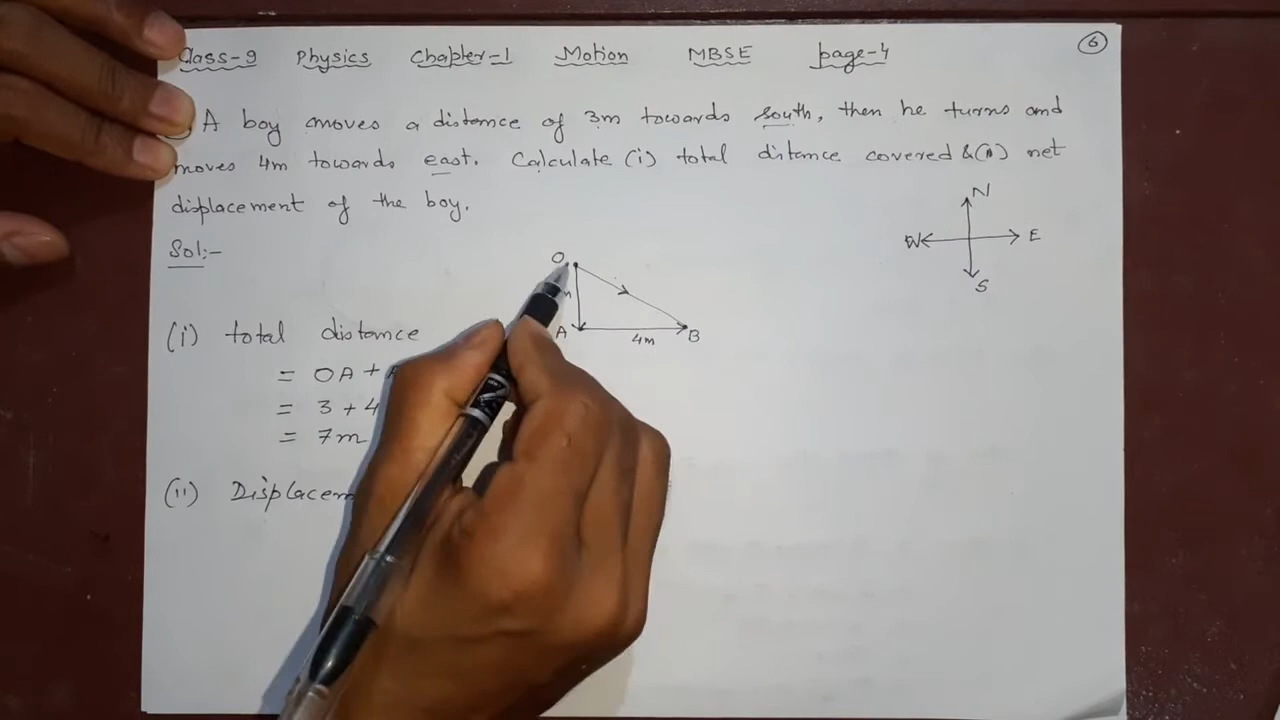 Class-9 Physics Chapter-1 Motion MBSE page-4
6
A boy moves a distance of 3m towards south, then he turns and
moves 4m towards east. Calculate (i) total distance covered &(ii) net
displacement of the boy.
Sol:-
N
W E
S
O
A 4m B
(i) total distance
= OA +
= 3 + 4
= 7m
(ii)